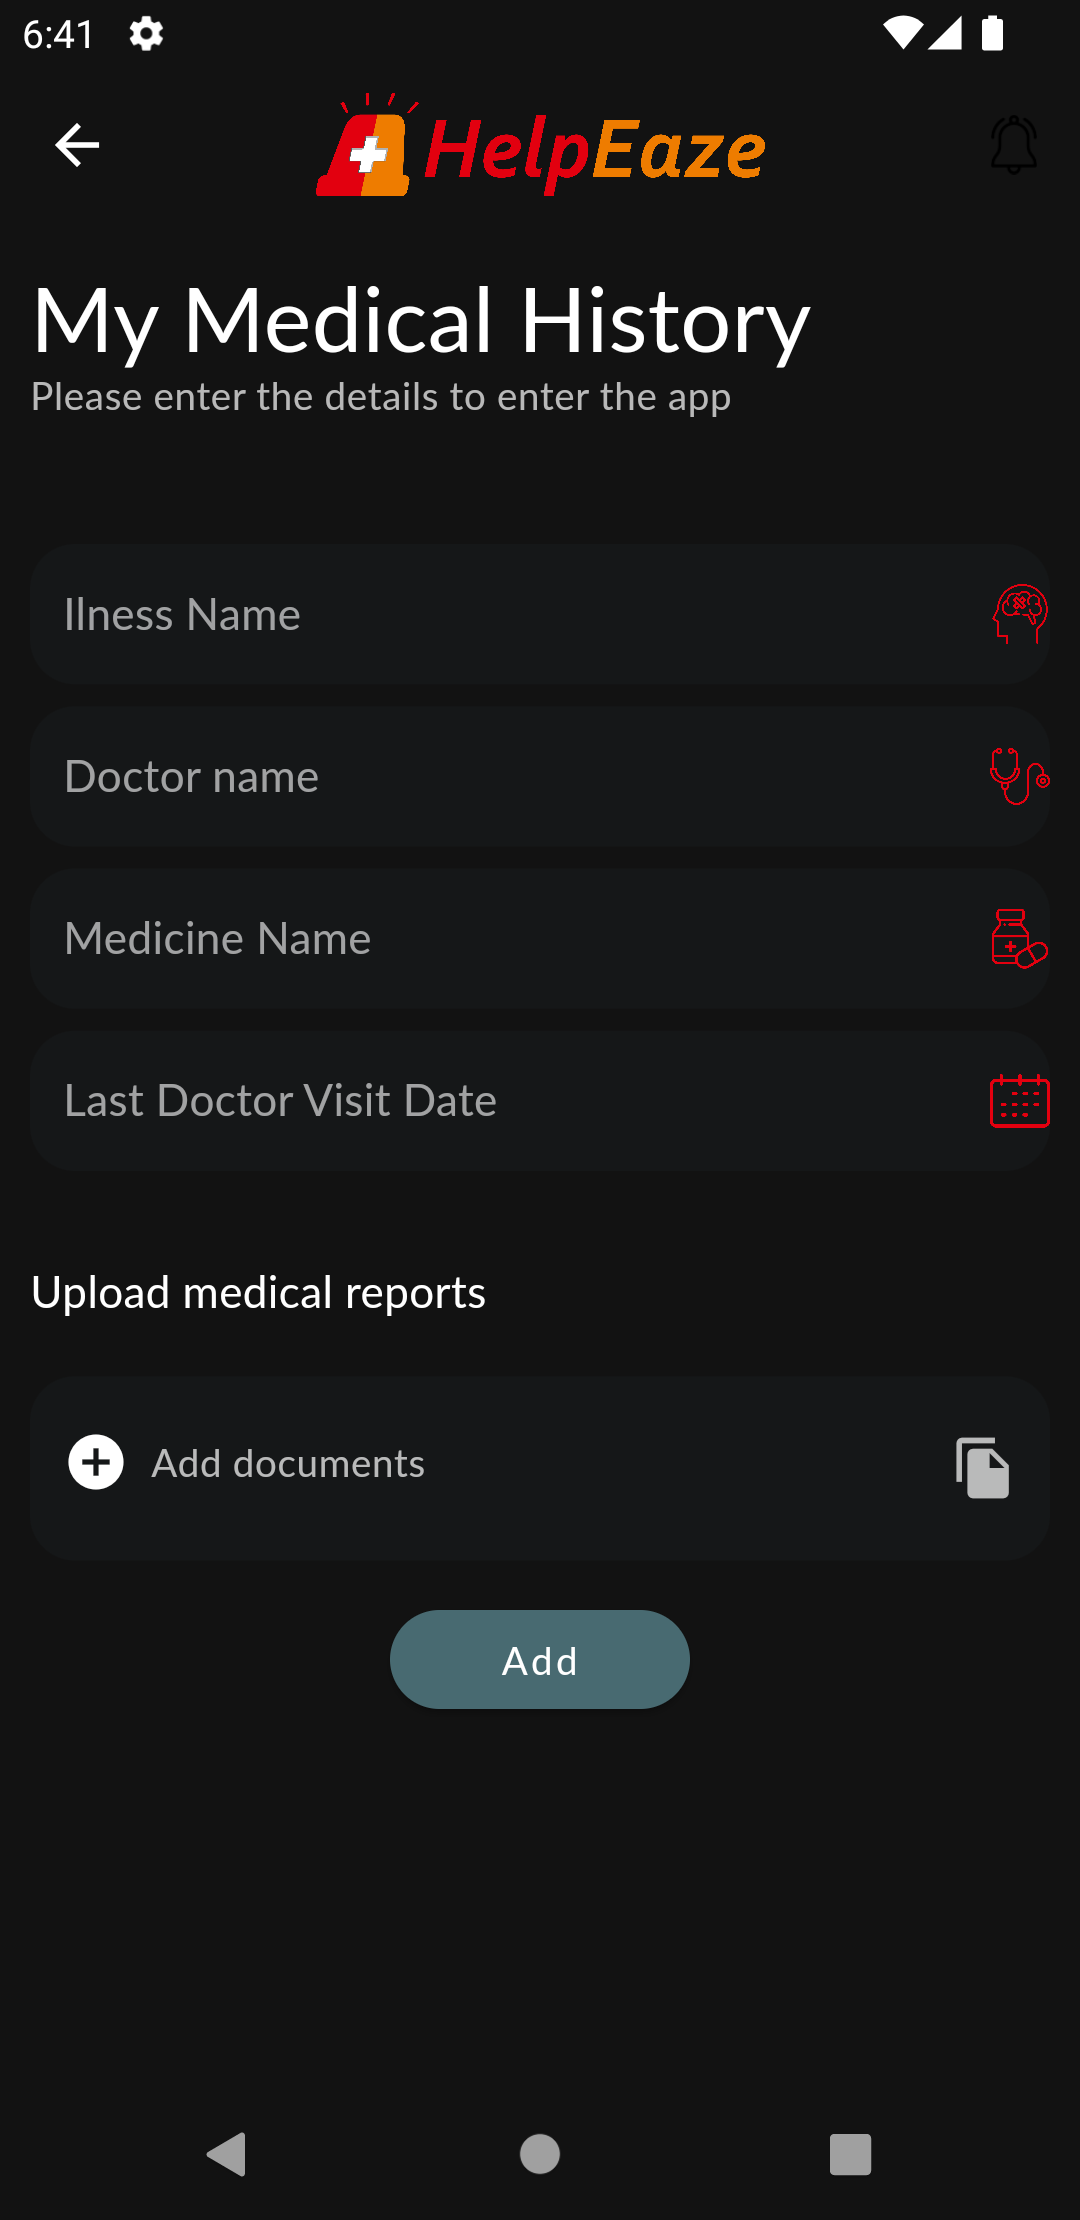 6:41
HelpEaze
My Medical History
Please enter the details to enter the app
Ilness Name
Doctor name
Medicine Name
Last Doctor Visit Date
Upload medical reports
Add documents
Add